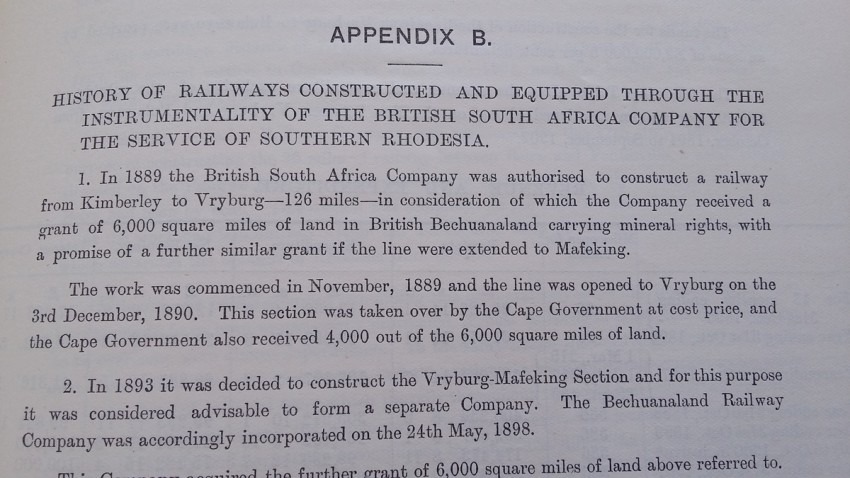 APPENDIX B.
HISTORY OF RAILWAYS CONSTRUCTED AND EQUIPPED THROUGH THE
INSTRUMENTALITY OF THE BRITISH SOUTH AFRICA COMPANY FOR
THE SERVICE OF SOUTHERN RHODESIA.
1. In 1889 the British South Africa Company was authorised to construct a railway
from Kimberley to Vryburg—126 miles—in consideration of which the Company received a
grant of 6,000 square miles of land in British Bechuanaland carrying mineral rights, with
a promise of a further similar grant if the line were extended to Mafeking.
The work was commenced in November, 1889 and the line was opened to Vryburg on the
3rd December, 1890. This section was taken over by the Cape Government at cost price, and
the Cape Government also received 4,000 out of the 6,000 square miles of land.
2. In 1893 it was decided to construct the Vryburg-Mafeking Section and for this purpose
it was considered advisable to form a separate Company. The Bechuanaland Railway
Company was accordingly incorporated on the 24th May, 1898.
This Company acquired the further grant of 6,000 square miles of land above referred to.